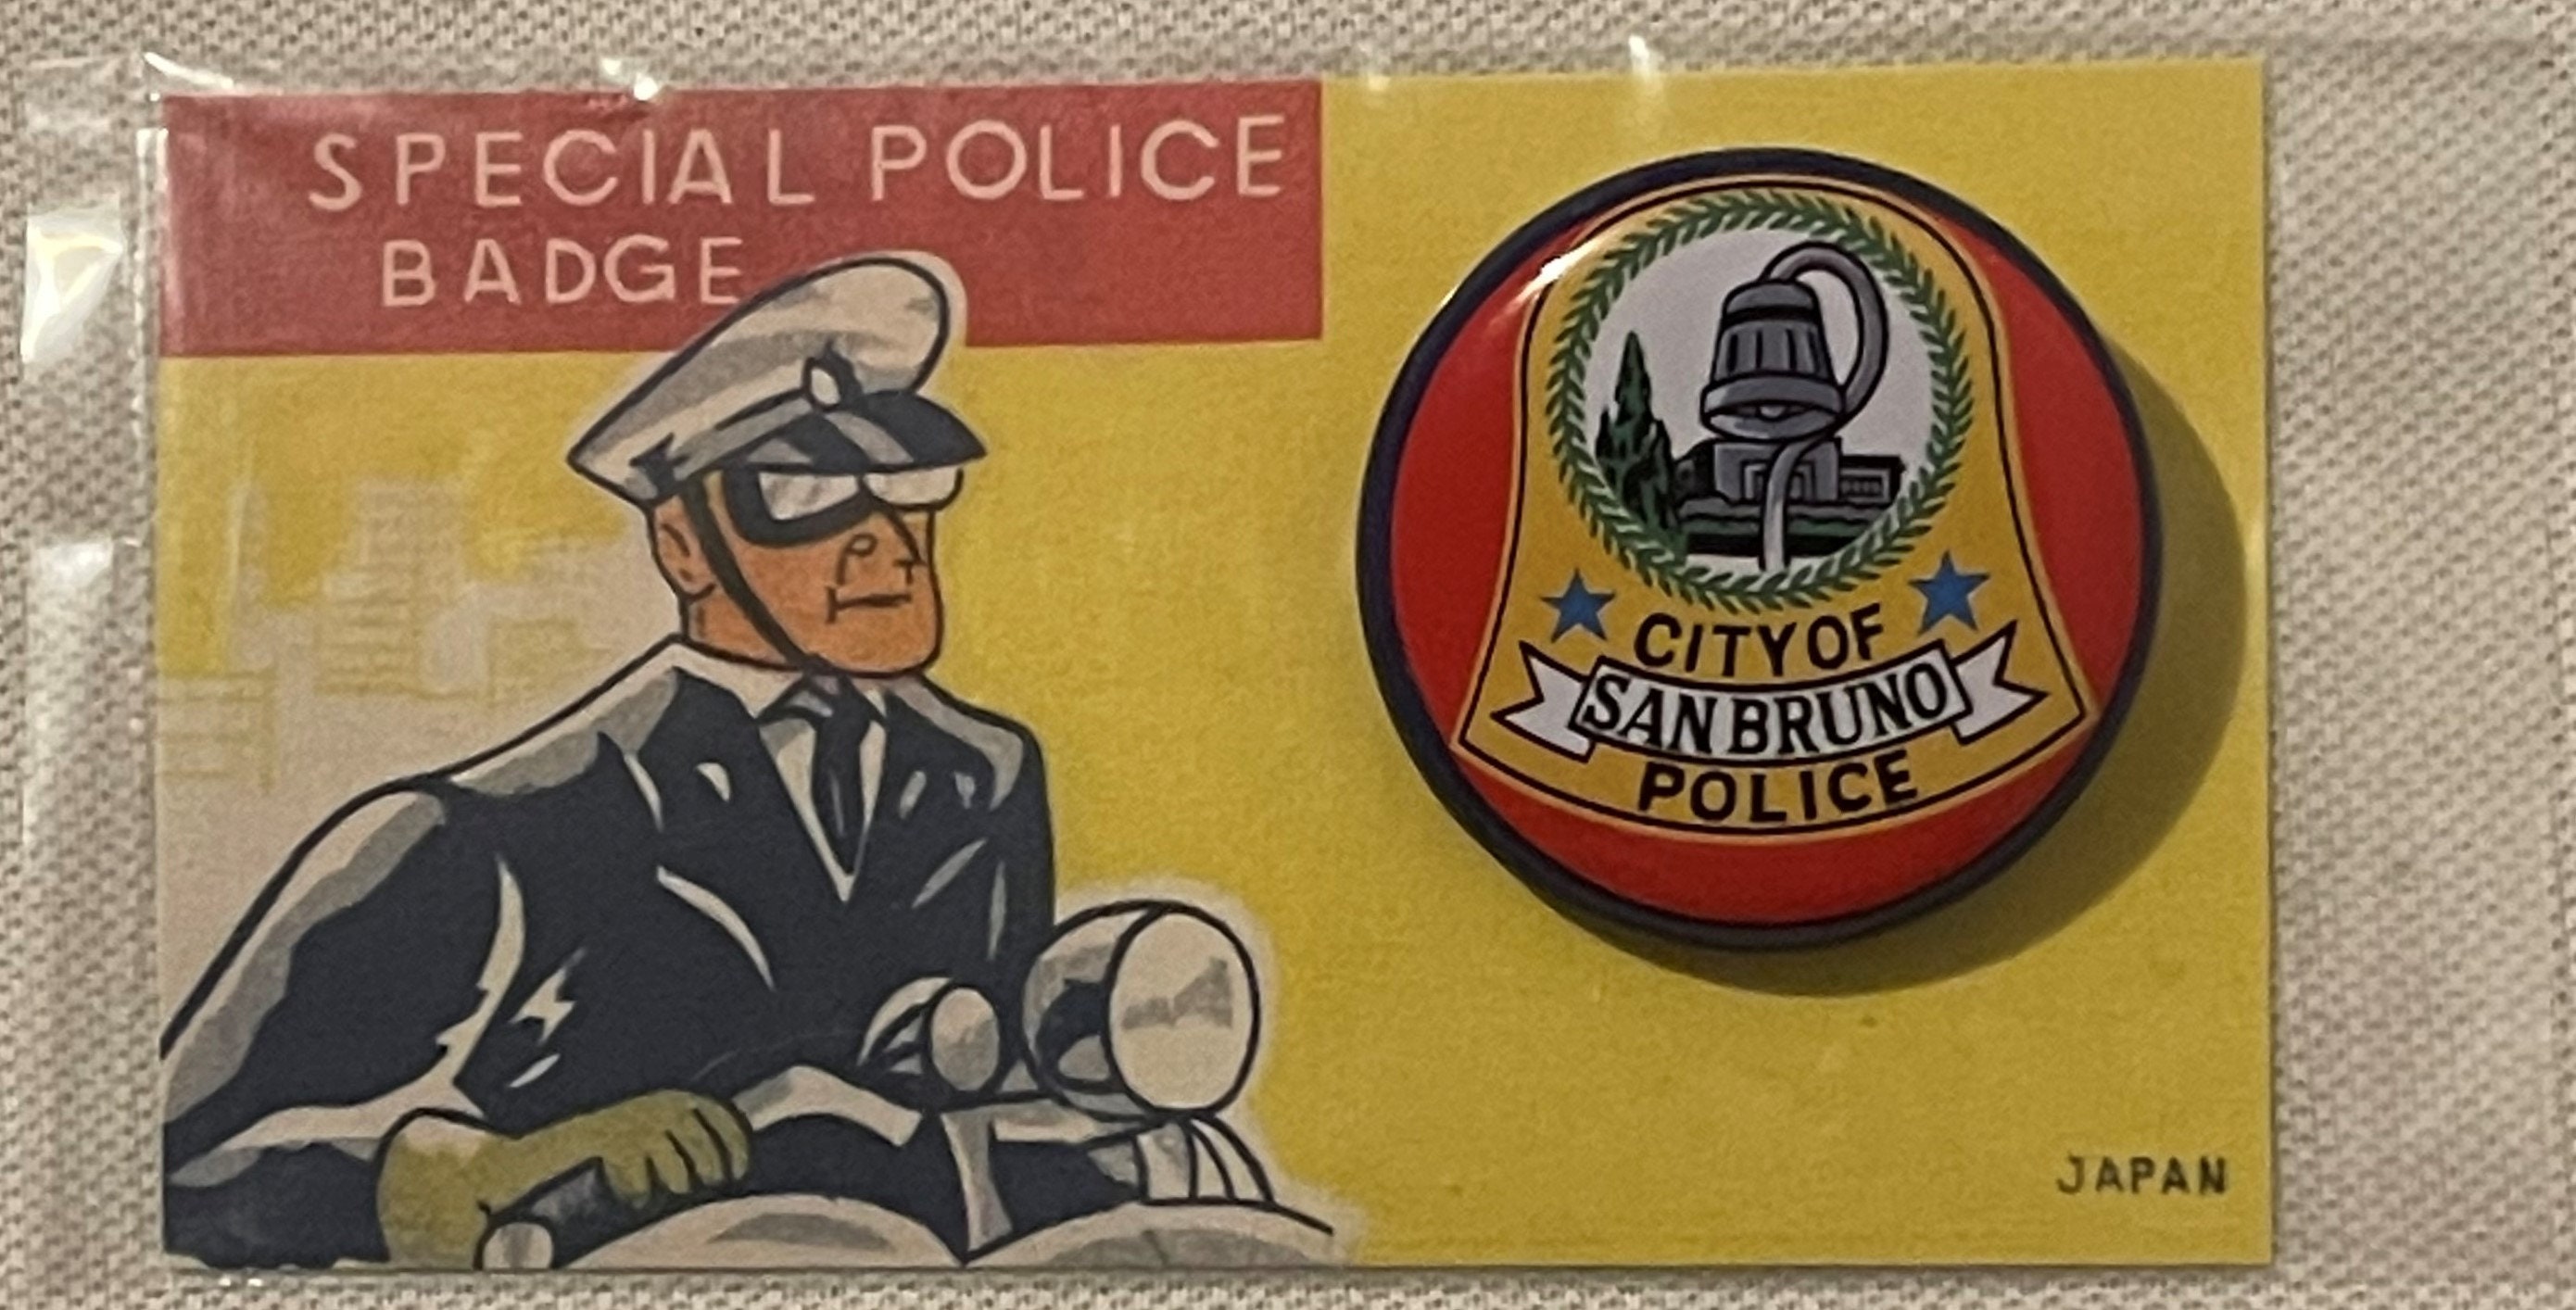 SPECIAL POLICE
BADGE
CITY OF
SAN BRUNO
POLICE
JAPAN